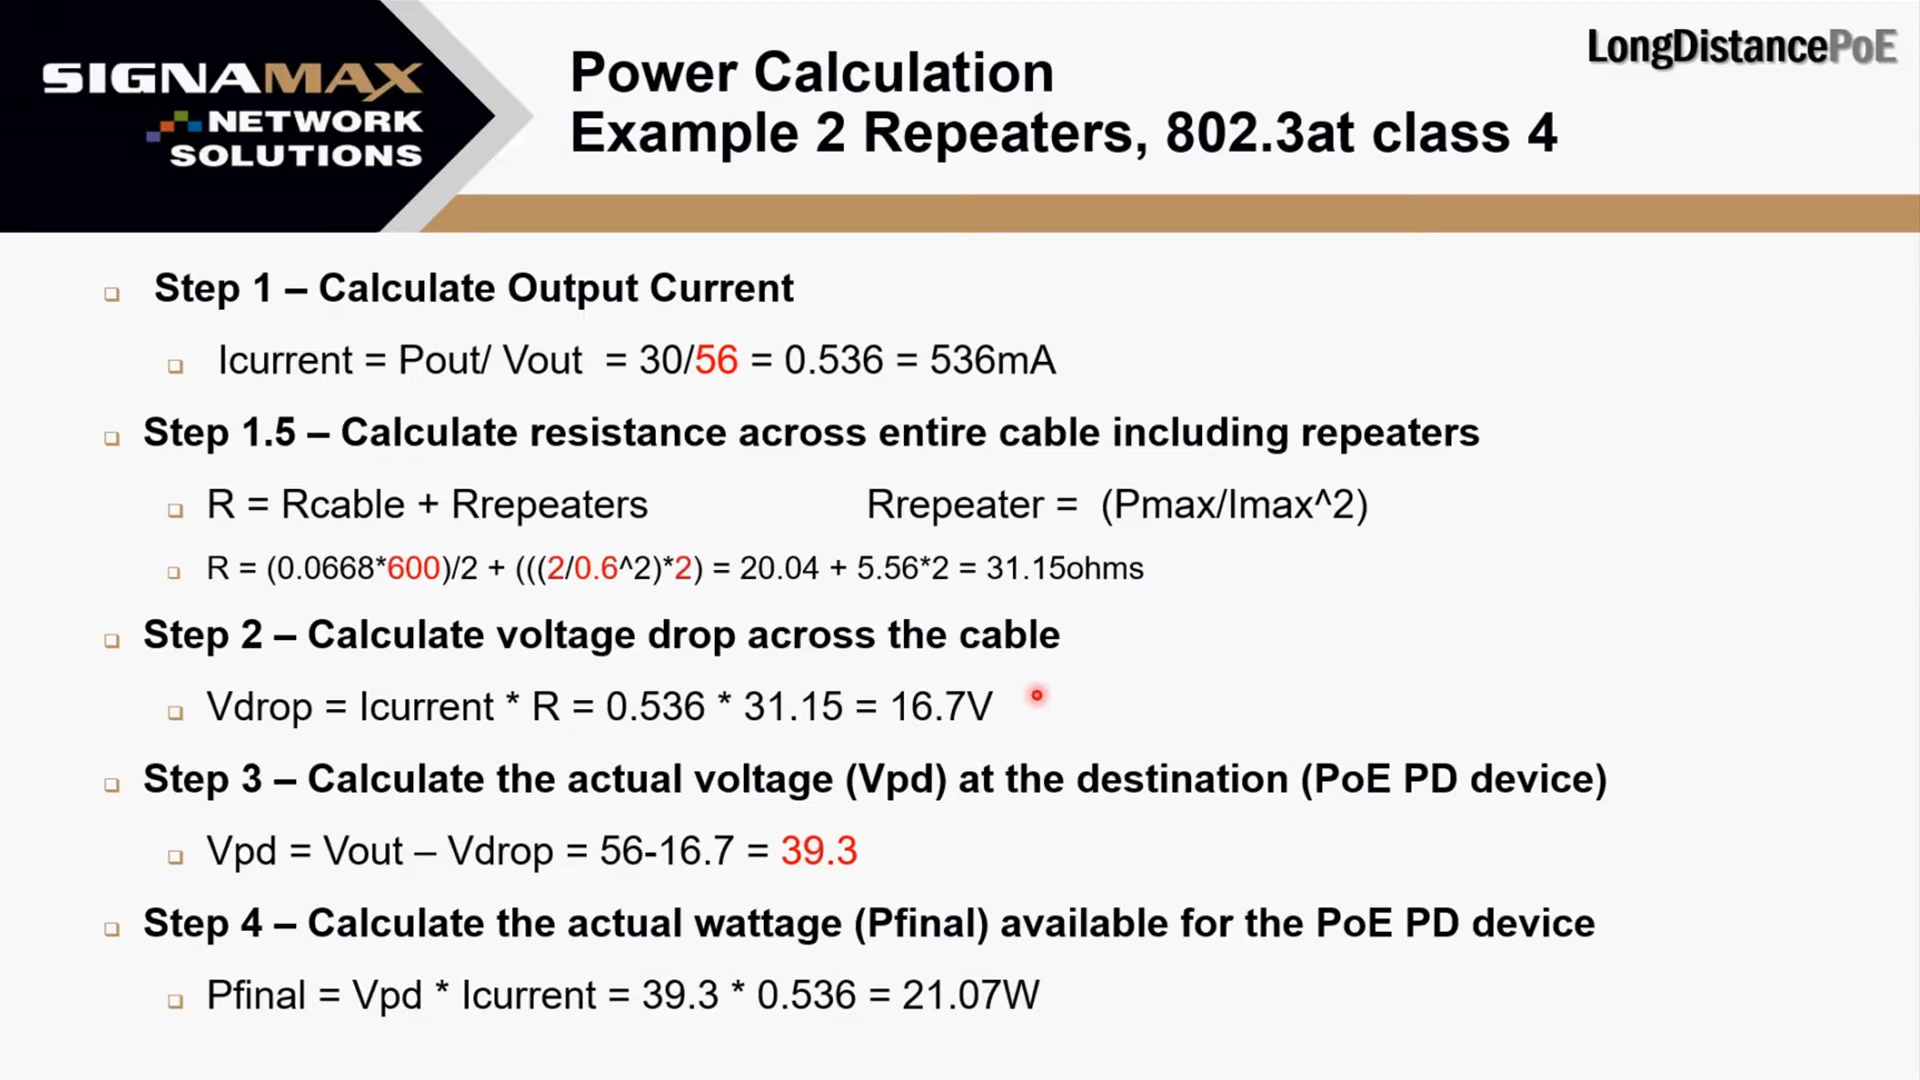 SIGNAMAX
NETWORK
SOLUTIONS
LongDistancePoE
Power Calculation
Example 2 Repeaters, 802.3at class 4
Step 1 – Calculate Output Current
Icurrent = Pout/ Vout = 30/56 = 0.536 = 536mA
Step 1.5 – Calculate resistance across entire cable including repeaters
R = Rcable + Rrepeaters Rrepeater = (Pmax/Imax^2)
R = (0.0668*600)/2 + (((2/0.6^2)*2) = 20.04 + 5.56*2 = 31.15ohms
Step 2 – Calculate voltage drop across the cable
Vdrop = Icurrent * R = 0.536 * 31.15 = 16.7V
Step 3 – Calculate the actual voltage (Vpd) at the destination (PoE PD device)
Vpd = Vout – Vdrop = 56-16.7 = 39.3
Step 4 – Calculate the actual wattage (Pfinal) available for the PoE PD device
Pfinal = Vpd * Icurrent = 39.3 * 0.536 = 21.07W